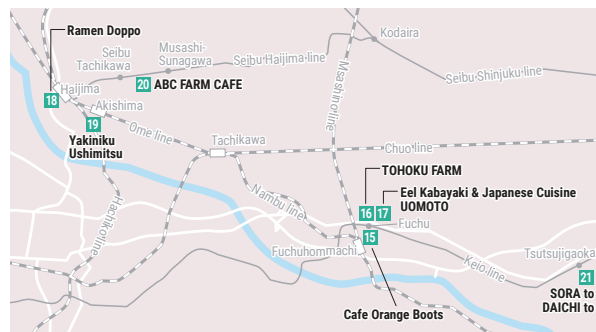 Ramen Doppo
Kodaira
Musashi-
Sunagawa
Seibu
Tachikawa
Seibu Haijima line
Seibu Shinjuku line
20 ABC FARM CAFE
Haijima
18
Akishima
19
Yakiniku
Ushimitsu
Ome line
Tachikawa
Msashino line
Chuo line
TOHOKU FARM
Eel Kabayaki & Japanese Cuisine
UOMOTO
16 17
Nambu line
Hachiko line
Fuchu
15
Fuchuhommachi
Keio line
Tsutsujigaoka
21
Cafe Orange Boots
SORA to
DAICHI to